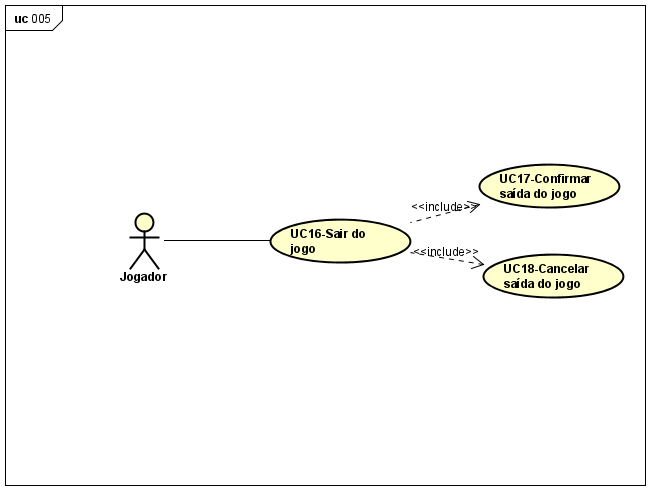 uc 005
UC17-Confirmar
saída do jogo
<<include>>
UC16-Sair do
jogo
<<include>>
UC18-Cancelar
saída do jogo
Jogador